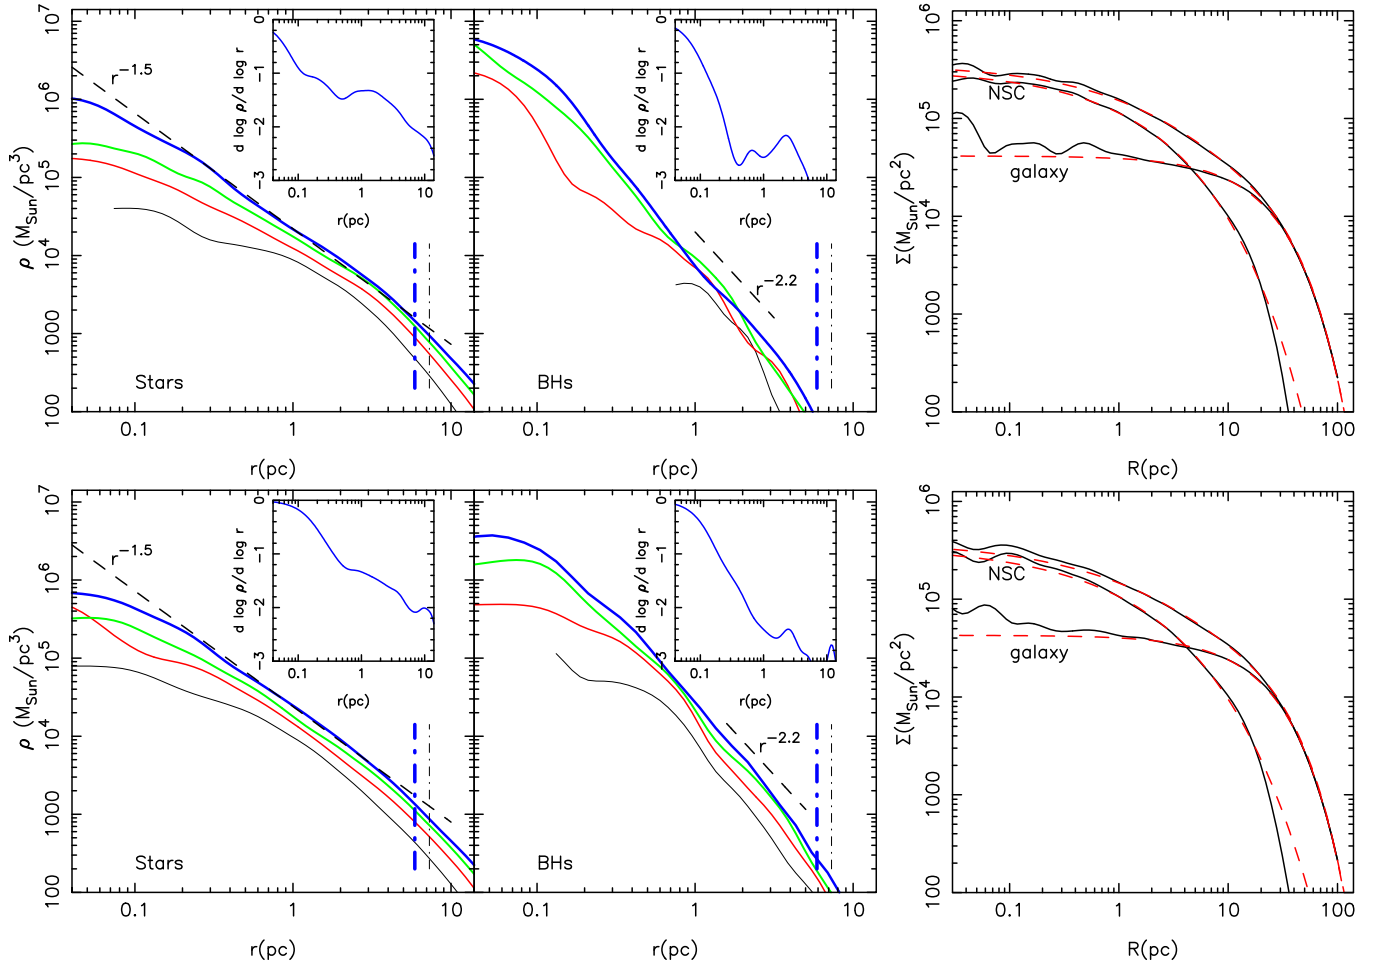 10^7
10^6
10^5
10^4
1000
100
ρ (M_Sun/pc^3)
r^−1.5
Stars
0.1 1 10
r(pc)
0
−1
−2
−3
d log ρ/d log r
0.1 1 10
r(pc)
r^−2.2
BHs
0.1 1 10
r(pc)
0
−1
−2
−3
d log ρ/d log r
0.1 1 10
r(pc)
10^6
10^5
10^4
1000
100
Σ(M_Sun/pc^2)
NSC
galaxy
0.1 1 10 100
R(pc)
10^7
10^6
10^5
10^4
1000
100
ρ (M_Sun/pc^3)
r^−1.5
Stars
0.1 1 10
r(pc)
0
−1
−2
−3
d log ρ/d log r
0.1 1 10
r(pc)
r^−2.2
BHs
0.1 1 10
r(pc)
0
−1
−2
−3
d log ρ/d log r
0.1 1 10
r(pc)
10^6
10^5
10^4
1000
100
Σ(M_Sun/pc^2)
NSC
galaxy
0.1 1 10 100
R(pc)